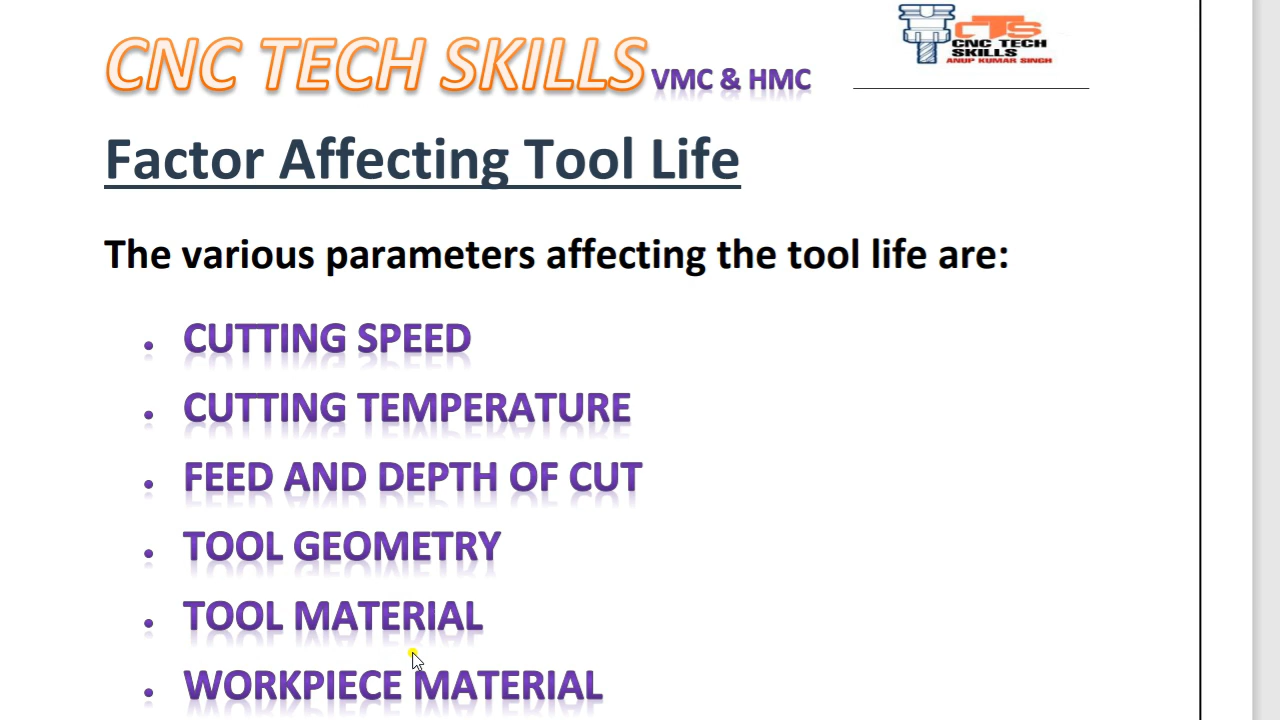 CNC TECH SKILLS VMC & HMC
CTS
CNC TECH
SKILLS
ANUP KUMAR SINGH
Factor Affecting Tool Life
The various parameters affecting the tool life are:
• CUTTING SPEED
• CUTTING TEMPERATURE
• FEED AND DEPTH OF CUT
• TOOL GEOMETRY
• TOOL MATERIAL
• WORKPIECE MATERIAL